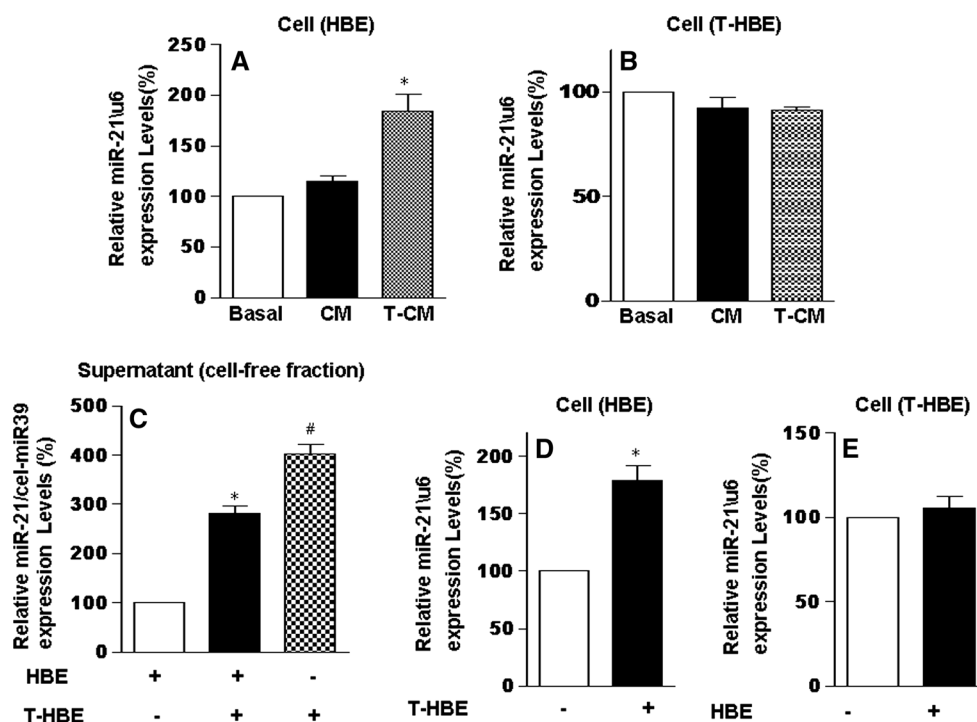 Cell (HBE)
A
Relative miR-21\u6
expression Levels(%)
250
200
150
100
50
0
*
Basal CM T-CM
Cell (T-HBE)
B
Relative miR-21\u6
expression Levels(%)
100
50
0
Basal CM T-CM
Supernatant (cell-free fraction)
C
Relative miR-21/cel-miR39
expression Levels (%)
500
400
300
200
100
0
*
#
HBE + + -
T-HBE - + +
Cell (HBE)
D
Relative miR-21\u6
expression Levels(%)
200
150
100
50
0
*
T-HBE - +
Cell (T-HBE)
E
Relative miR-21\u6
expression Levels(%)
150
100
50
0
HBE - +